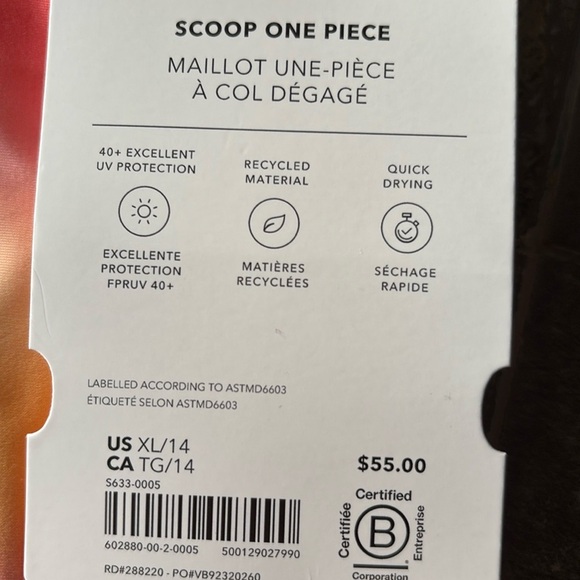 SCOOP ONE PIECE
MAILLOT UNE-PIÈCE
À COL DÉGAGÉ
40+ EXCELLENT
UV PROTECTION
EXCELLENTE
PROTECTION
FPRUV 40+
RECYCLED
MATERIAL
MATIÈRES
RECYCLÉES
QUICK
DRYING
SÉCHAGE
RAPIDE
LABELLED ACCORDING TO ASTMD6603
ÉTIQUETÉ SELON ASTMD6603
US XL/14
CA TG/14
S633-0005
602880-00-2-0005 500129027990
RD#288220 - PO#VB92320260
$55.00
Certified
Certifiée
B
Entreprise
Corporation